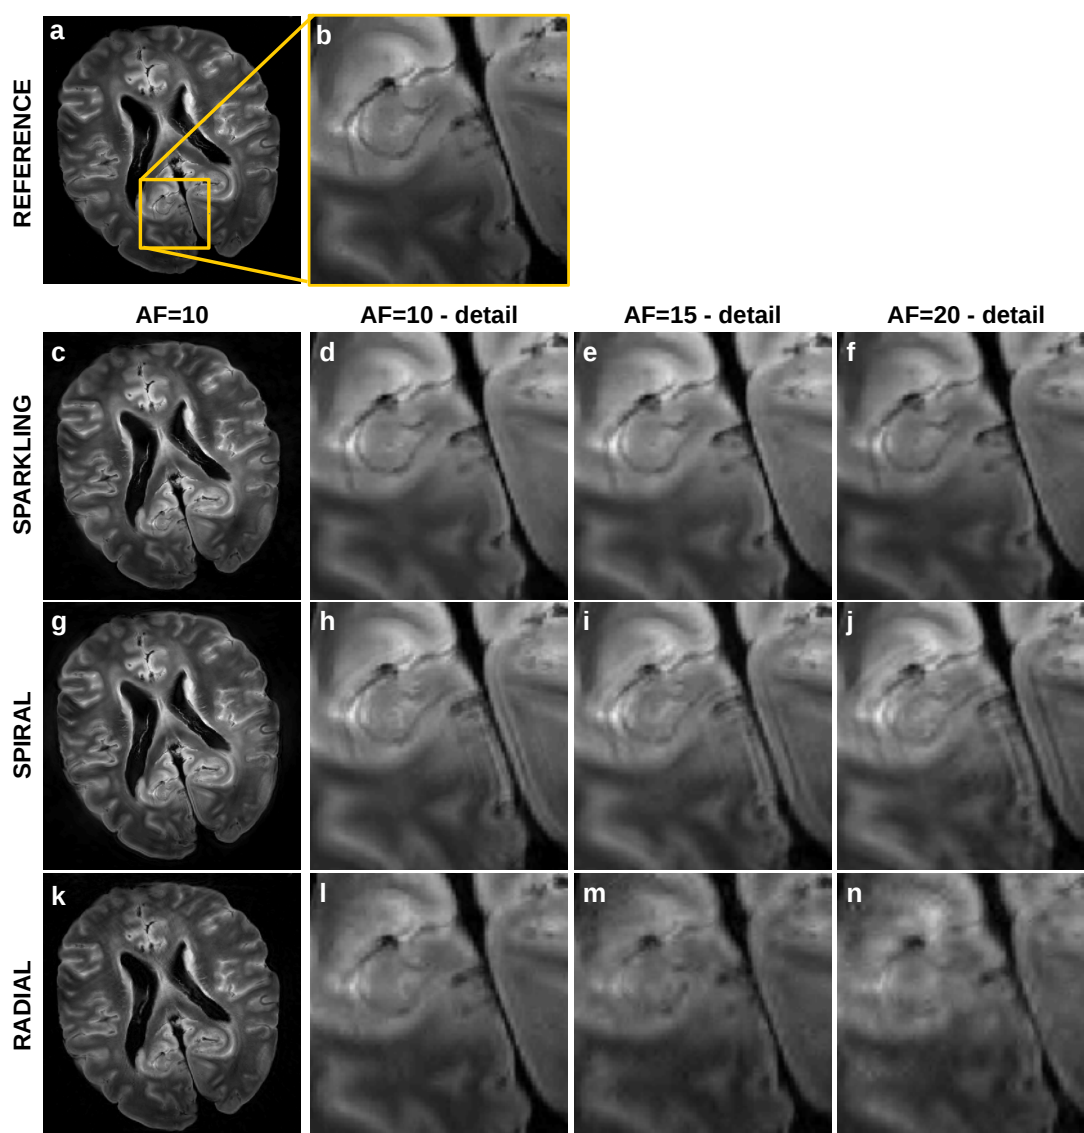 a
b
REFERENCE
AF=10
AF=10 - detail
AF=15 - detail
AF=20 - detail
c
d
e
f
SPARKLING
g
h
i
j
SPIRAL
k
l
m
n
RADIAL